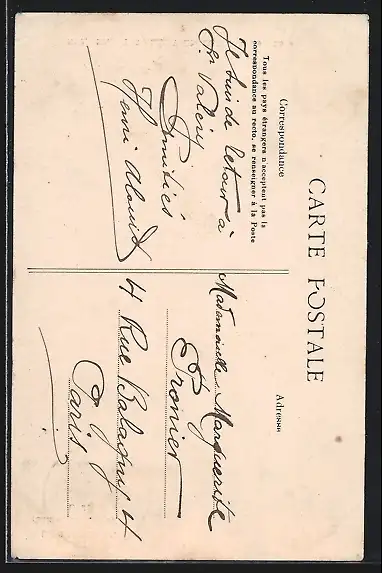 CARTE POSTALE
Correspondance
Tous les pays étrangers n'acceptent pas la
correspondance au recto, se renseigner à la Poste
Je suis de retour à
St Valéry
Amitiés
Henri
Adresse
Mademoiselle Marguerite
Pronier
4 Rue Balagny 4
Paris